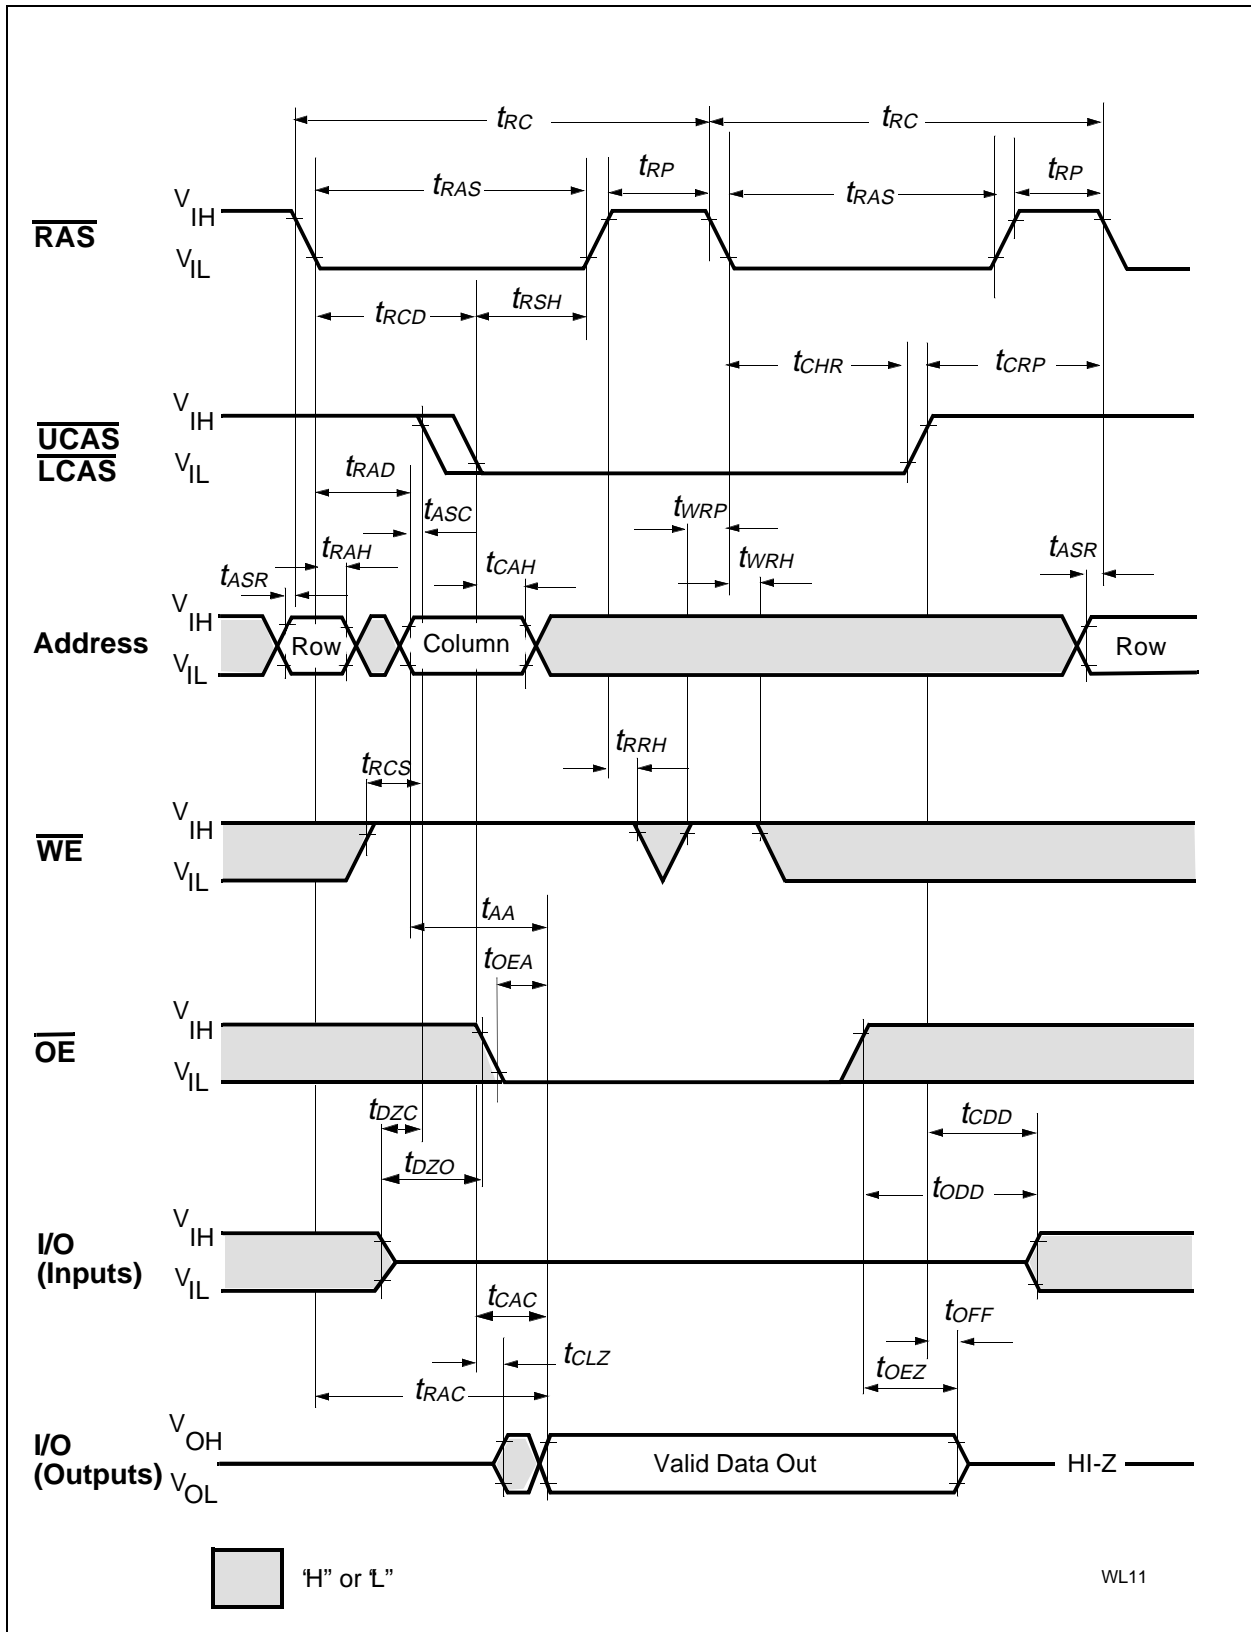 tRC tRC
tRAS tRP tRAS tRP
VIH
RAS
VIL
tRCD tRSH
tCHR tCRP
VIH
UCAS
LCAS
VIL
tRAD
tASC tWRP
tRAH tCAH tWRH tASR
tASR
VIH
Address Row Column Row
VIL
tRRH
tRCS
VIH
WE
VIL
tAA
tOEA
VIH
OE
VIL
tDZC tCDD
tDZO tODD
VIH
I/O
(Inputs) VIL
tCAC tOFF
tCLZ tOEZ
tRAC
VOH
I/O
(Outputs) Valid Data Out HI-Z
VOL
“H” or “L”
WL11